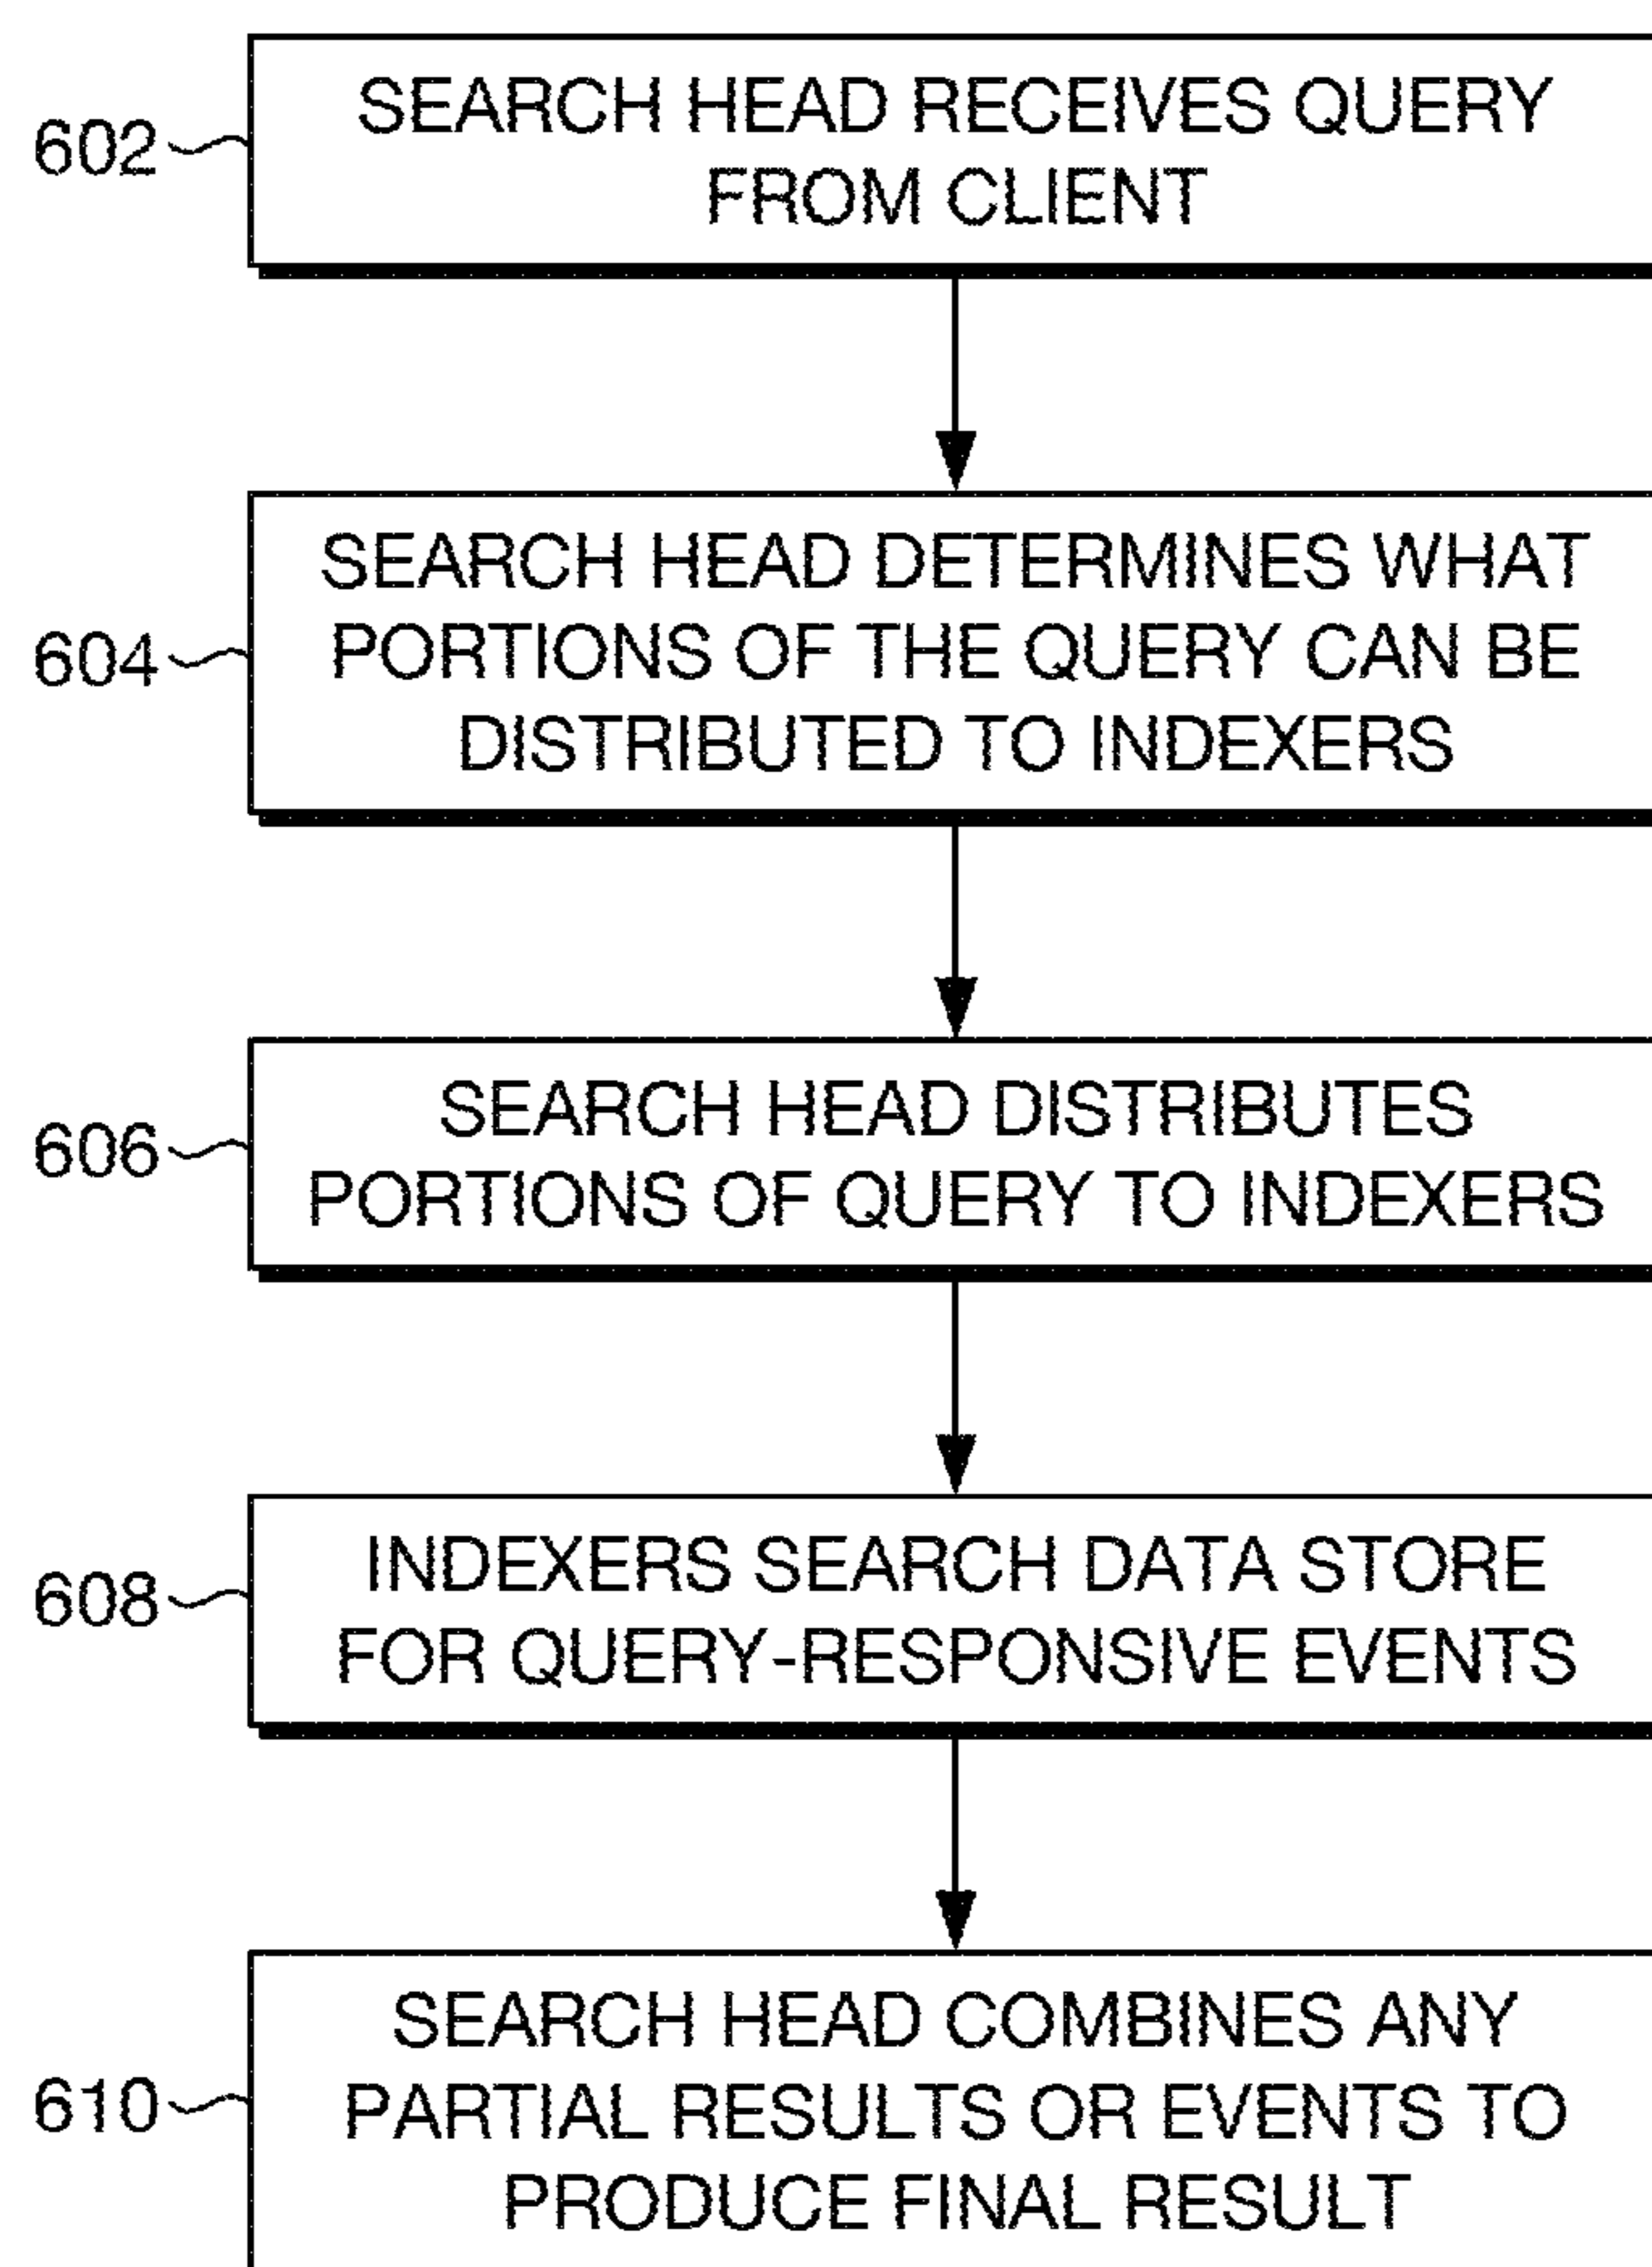 602
SEARCH HEAD RECEIVES QUERY
FROM CLIENT
604
SEARCH HEAD DETERMINES WHAT
PORTIONS OF THE QUERY CAN BE
DISTRIBUTED TO INDEXERS
606
SEARCH HEAD DISTRIBUTES
PORTIONS OF QUERY TO INDEXERS
608
INDEXERS SEARCH DATA STORE
FOR QUERY-RESPONSIVE EVENTS
610
SEARCH HEAD COMBINES ANY
PARTIAL RESULTS OR EVENTS TO
PRODUCE FINAL RESULT